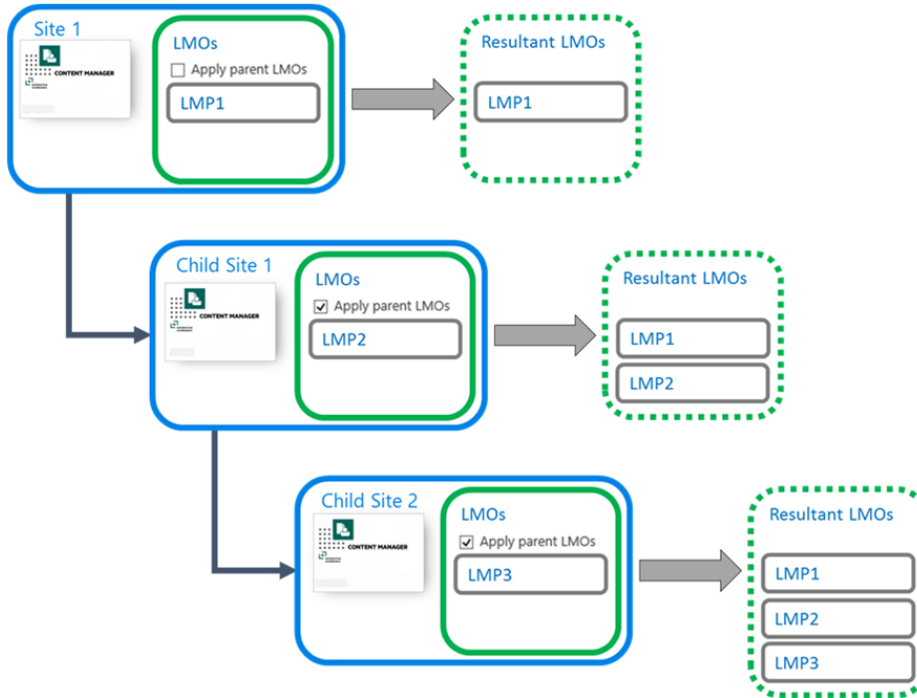 Site 1
CONTENT MANAGER
LMOs
Apply parent LMOs
LMP1
Resultant LMOs
LMP1
Child Site 1
CONTENT MANAGER
LMOs
Apply parent LMOs
LMP2
Resultant LMOs
LMP1
LMP2
Child Site 2
CONTENT MANAGER
LMOs
Apply parent LMOs
LMP3
Resultant LMOs
LMP1
LMP2
LMP3